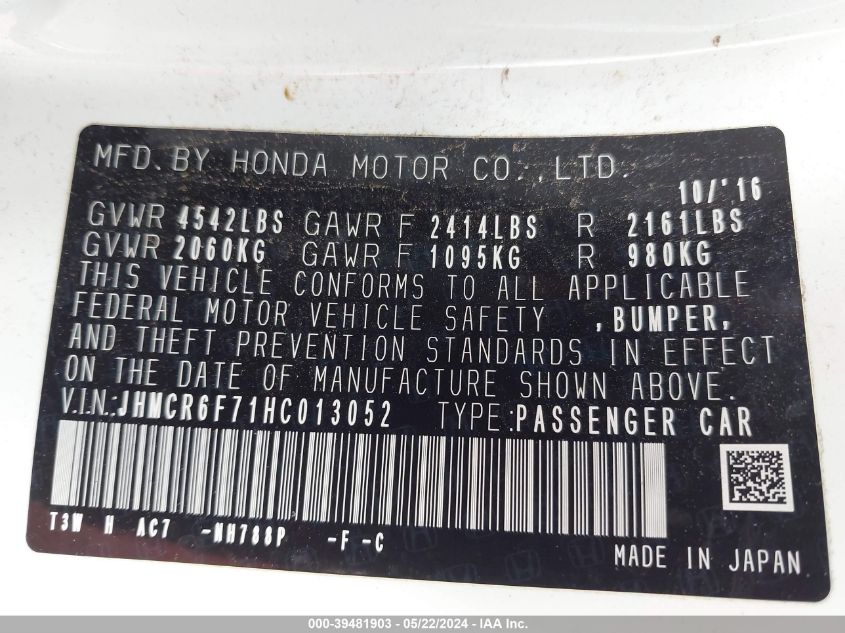 MFD. BY HONDA MOTOR CO., LTD.
10/'16
GVWR 4542LBS GAWR F 2414LBS R 2161LBS
GVWR 2060KG GAWR F 1095KG R 980KG
THIS VEHICLE CONFORMS TO ALL APPLICABLE
FEDERAL MOTOR VEHICLE SAFETY , BUMPER,
AND THEFT PREVENTION STANDARDS IN EFFECT
ON THE DATE OF MANUFACTURE SHOWN ABOVE.
V.I.N.: JHMCR6F71HC013052 TYPE: PASSENGER CAR
T3W H AC7 -NH788P -F -C
MADE IN JAPAN
000-39481903 - 05/22/2024 - IAA Inc.